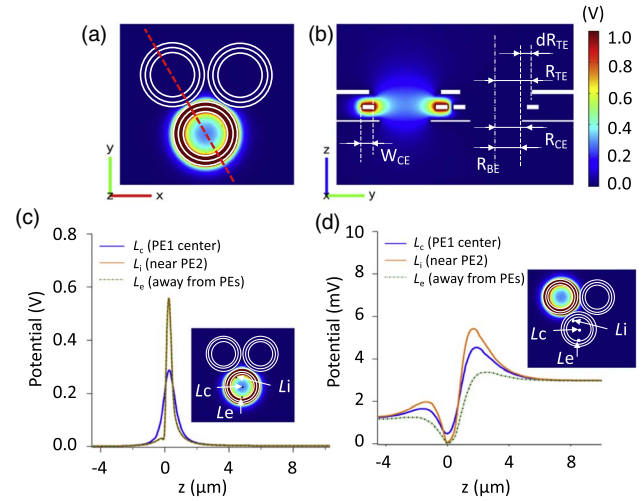 (a)
y
z
x
(b)
dR_TE
R_TE
R_CE
R_BE
W_CE
z
x
y
(V)
1.0
0.8
0.6
0.4
0.2
0.0
(c)
Potential (V)
0.8
0.6
0.4
0.2
0.0
L_c (PE1 center)
L_i (near PE2)
L_e (away from PEs)
Lc
Li
Le
-4
0
4
8
z (μm)
(d)
Potential (mV)
10
8
6
4
2
0
L_c (PE1 center)
L_i (near PE2)
L_e (away from PEs)
Lc
Li
Le
-4
0
4
8
z (μm)